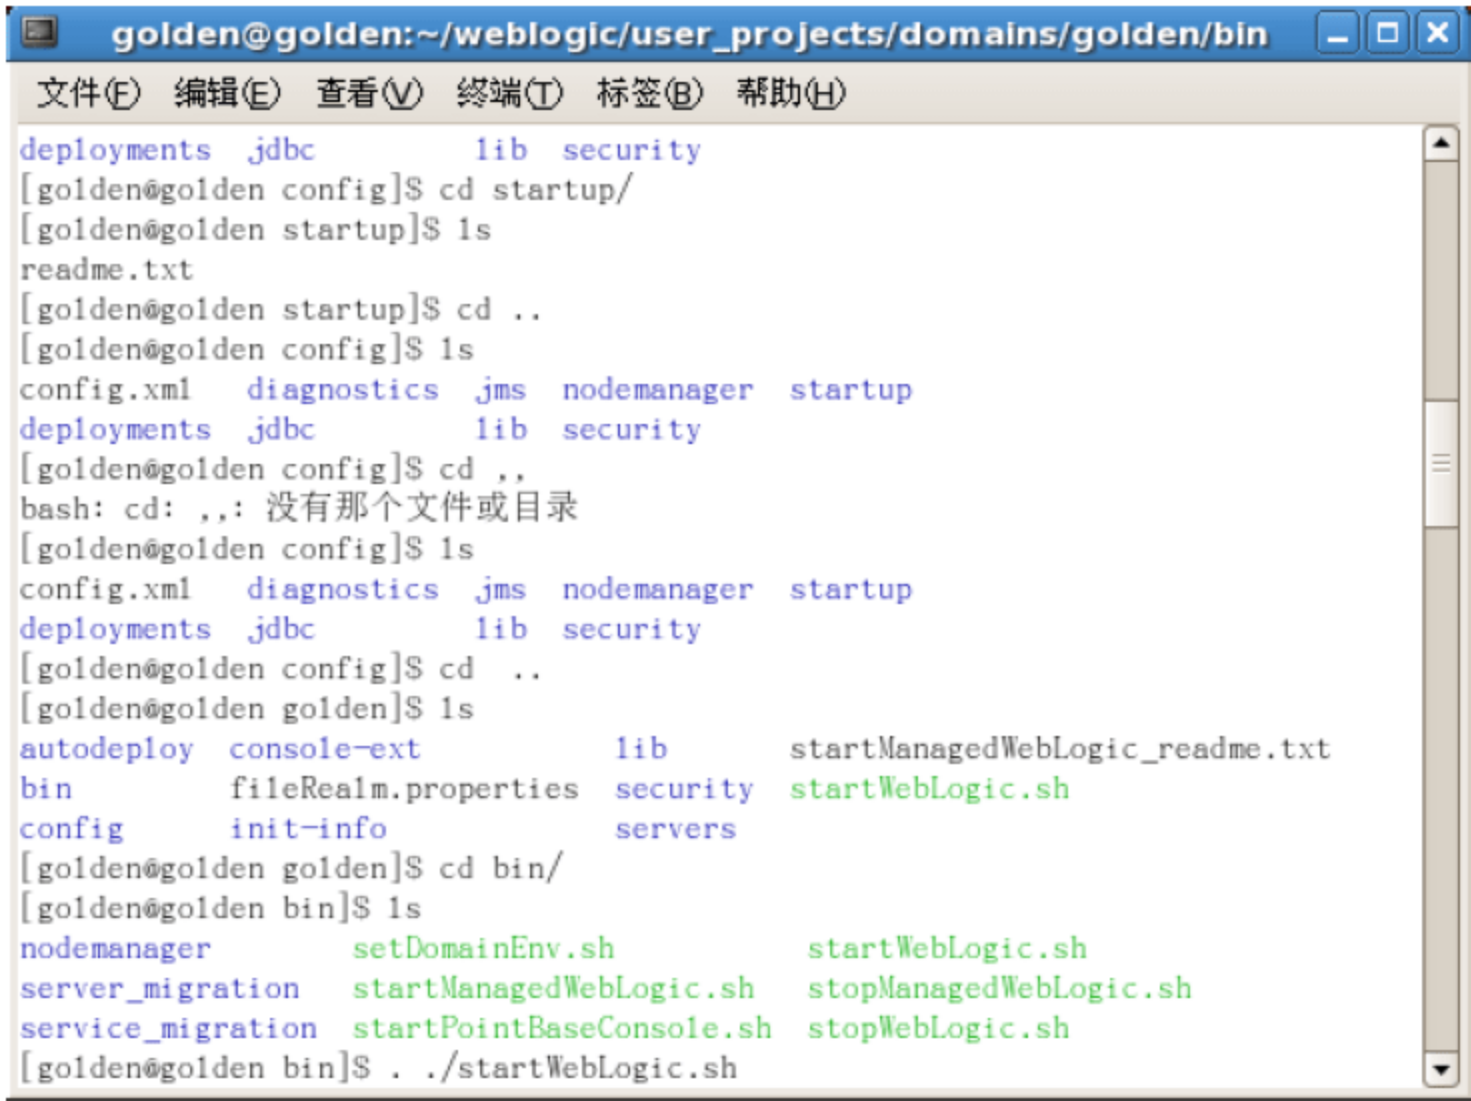 golden@golden:~/weblogic/user_projects/domains/golden/bin
文件(F) 编辑(E) 查看(V) 终端(T) 标签(B) 帮助(H)
deployments  jdbc         lib  security
[golden@golden config]$ cd startup/
[golden@golden startup]$ ls
readme.txt
[golden@golden startup]$ cd ..
[golden@golden config]$ ls
config.xml   diagnostics  jms  nodemanager  startup
deployments  jdbc         lib  security
[golden@golden config]$ cd ,,
bash: cd: ,,: 没有那个文件或目录
[golden@golden config]$ ls
config.xml   diagnostics  jms  nodemanager  startup
deployments  jdbc         lib  security
[golden@golden config]$ cd  ..
[golden@golden golden]$ ls
autodeploy  console-ext           lib       startManagedWebLogic_readme.txt
bin         fileRealm.properties  security  startWebLogic.sh
config      init-info             servers
[golden@golden golden]$ cd bin/
[golden@golden bin]$ ls
nodemanager        setDomainEnv.sh           startWebLogic.sh
server_migration   startManagedWebLogic.sh   stopManagedWebLogic.sh
service_migration  startPointBaseConsole.sh  stopWebLogic.sh
[golden@golden bin]$ . ./startWebLogic.sh